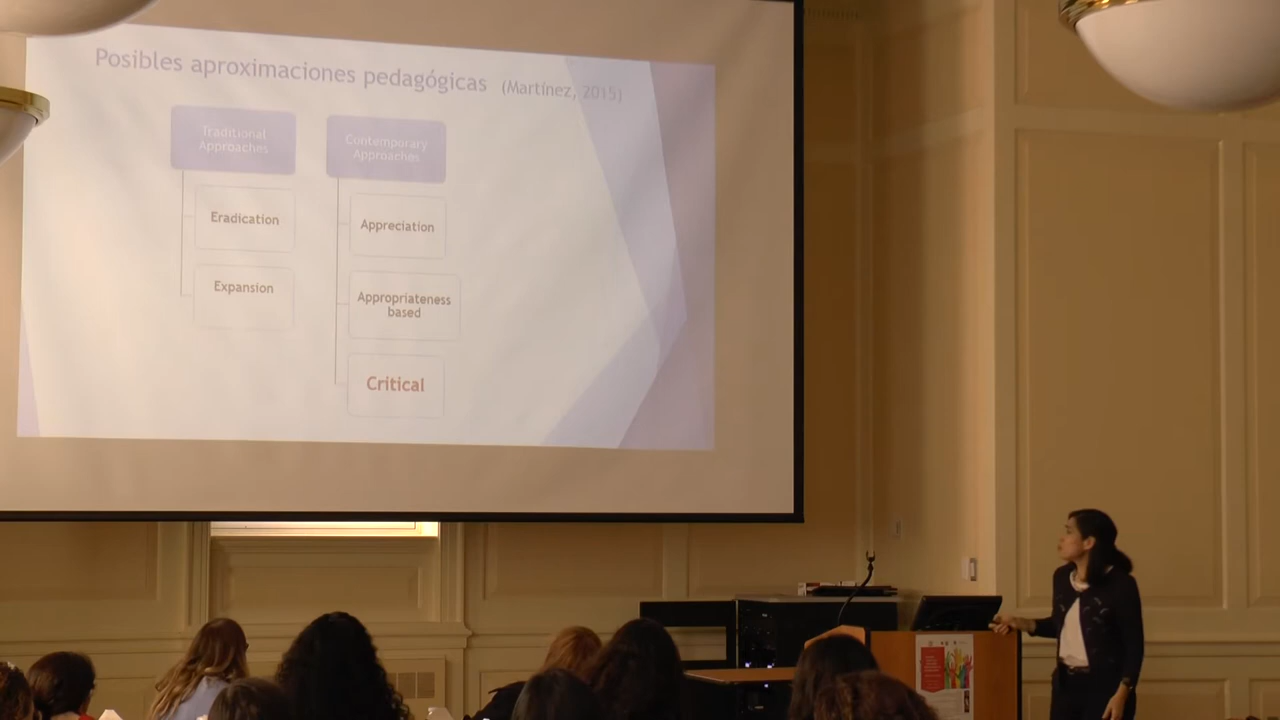 Posibles aproximaciones pedagógicas (Martínez, 2015)
Traditional
Approaches
Eradication
Expansion
Contemporary
Approaches
Appreciation
Appropriateness
based
Critical